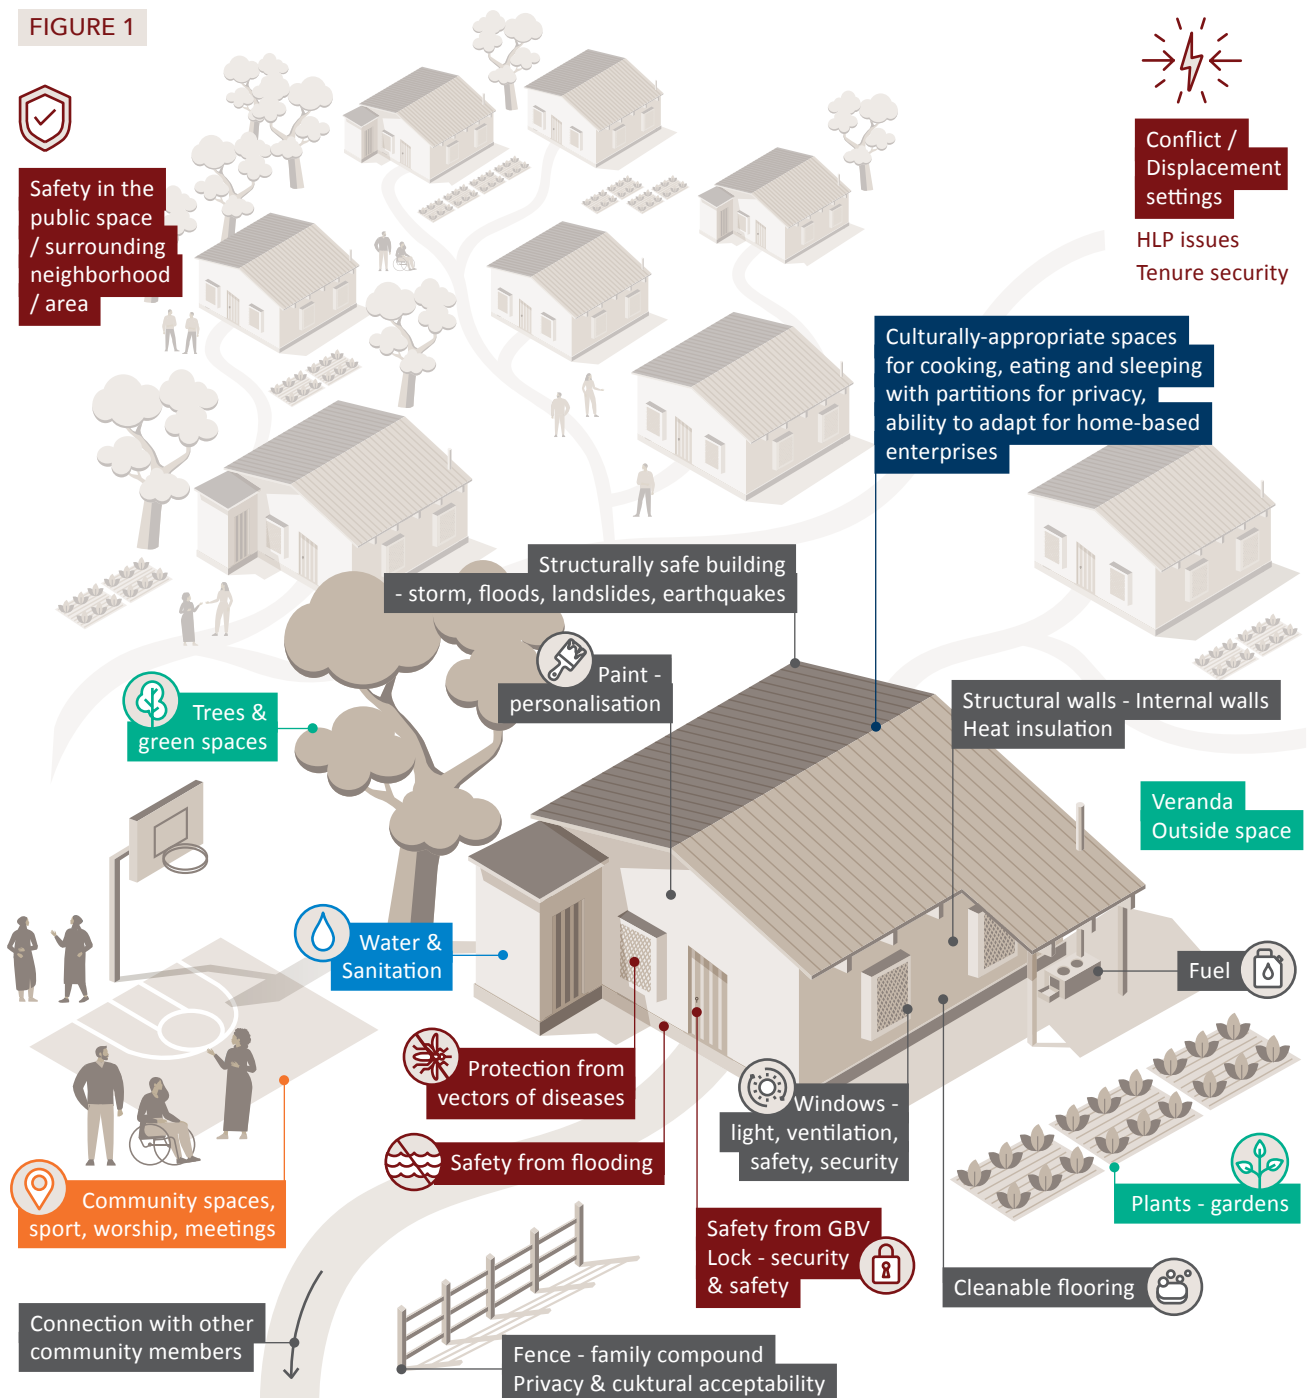 FIGURE 1
Safety in the
public space
/ surrounding
neighborhood
/ area
Conflict /
Displacement
settings
HLP issues
Tenure security
Culturally-appropriate spaces
for cooking, eating and sleeping
with partitions for privacy,
ability to adapt for home-based
enterprises
Structurally safe building
- storm, floods, landslides, earthquakes
Paint -
personalisation
Structural walls - Internal walls
Heat insulation
Trees &
green spaces
Veranda
Outside space
Water &
Sanitation
Fuel
Protection from
vectors of diseases
Windows -
light, ventilation,
safety, security
Safety from flooding
Community spaces,
sport, worship, meetings
Plants - gardens
Safety from GBV
Lock - security
& safety
Cleanable flooring
Connection with other
community members
Fence - family compound
Privacy & cuktural acceptability